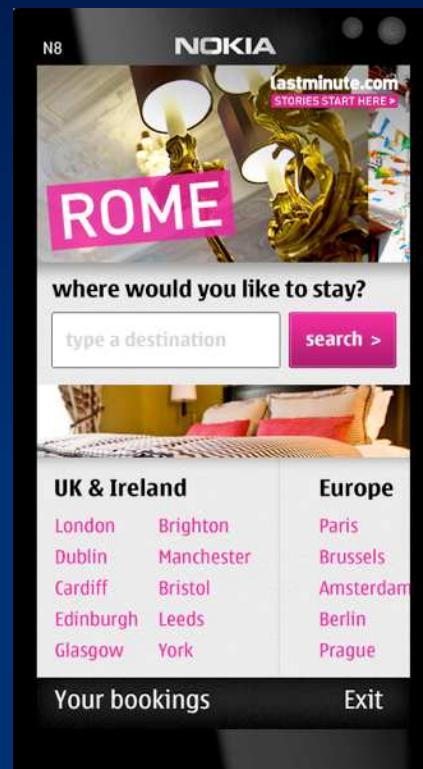 N8 NOKIA
lastminute.com
STORIES START HERE >
ROME
where would you like to stay?
type a destination
search >
UK & Ireland
London Brighton
Dublin Manchester
Cardiff Bristol
Edinburgh Leeds
Glasgow York
Europe
Paris
Brussels
Amsterdam
Berlin
Prague
Your bookings Exit